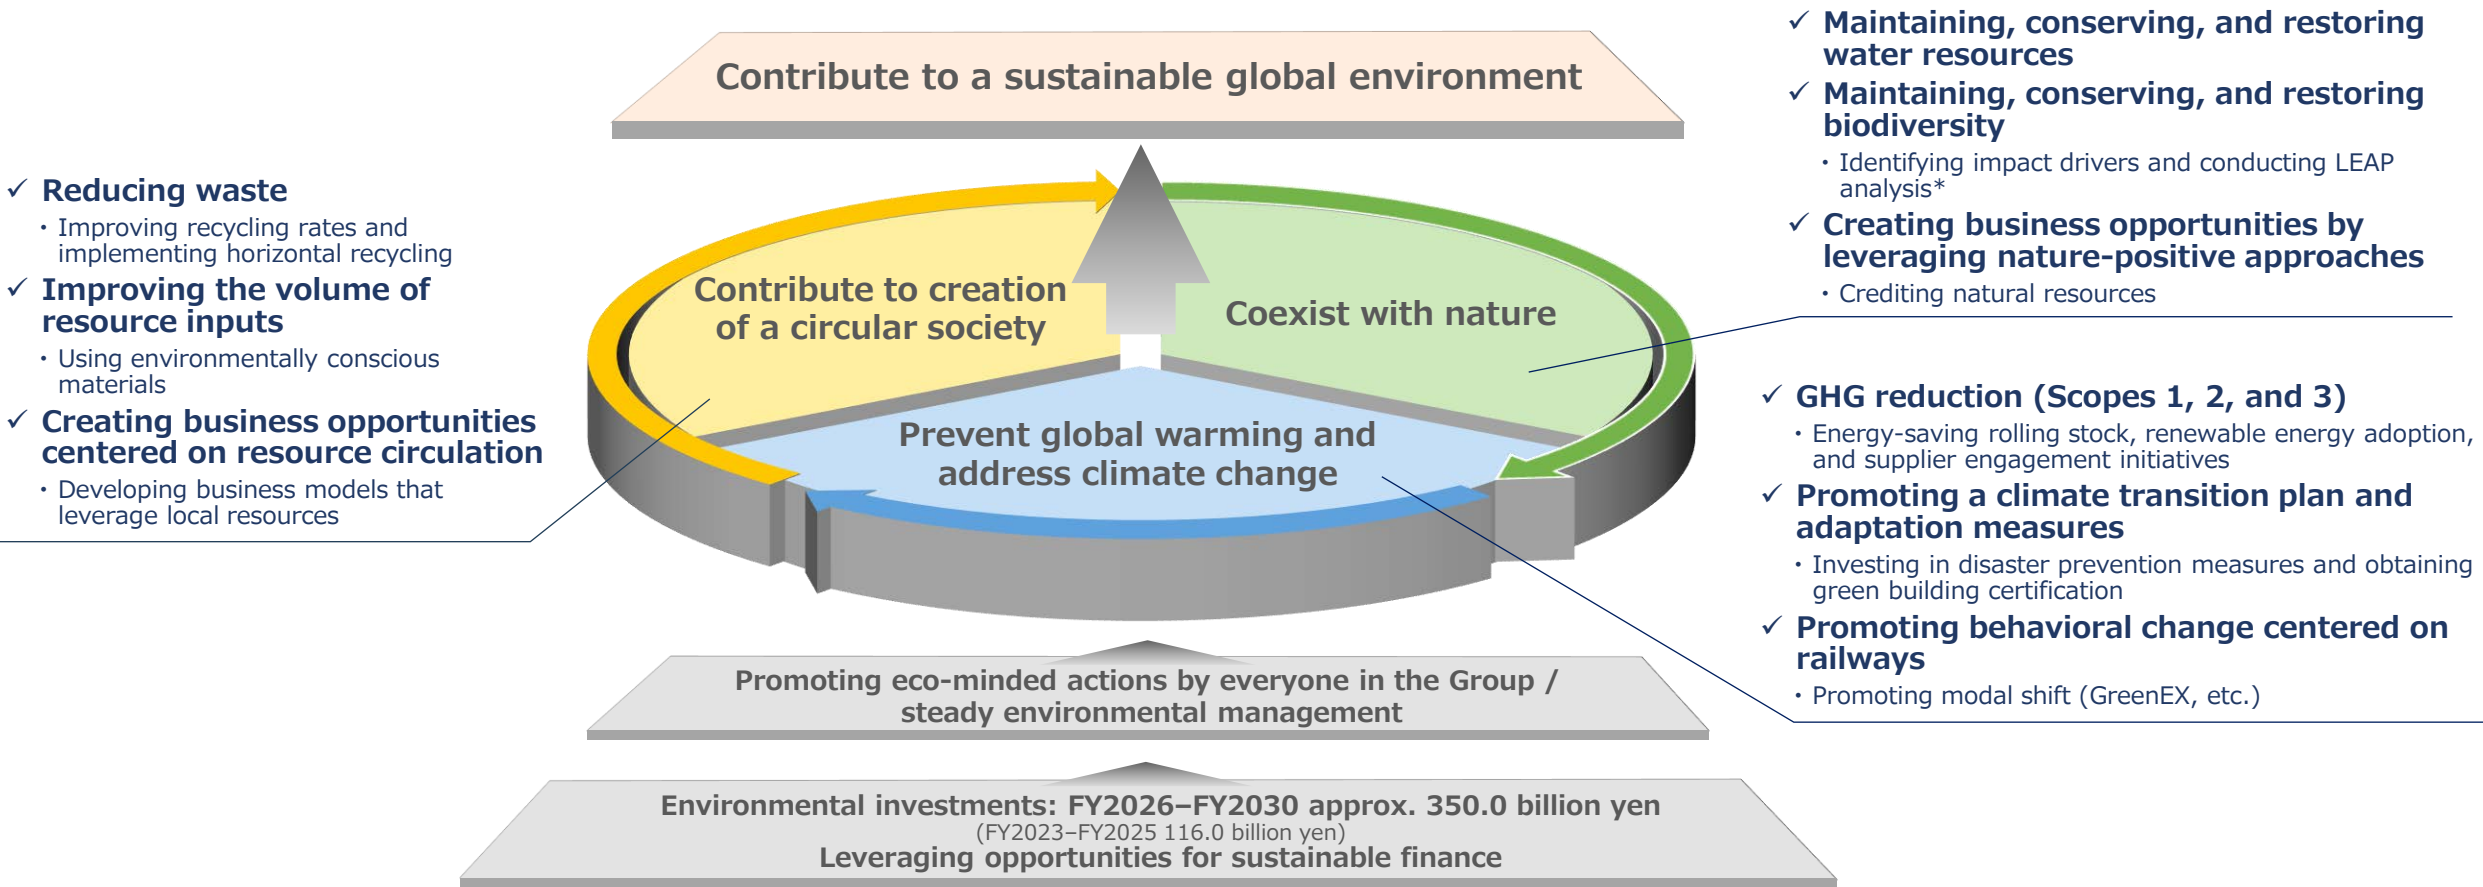 Contribute to a sustainable global environment
✓ Reducing waste
・Improving recycling rates and
implementing horizontal recycling
✓ Improving the volume of
resource inputs
・Using environmentally conscious
materials
✓ Creating business opportunities
centered on resource circulation
・Developing business models that
leverage local resources
Contribute to creation
of a circular society
Coexist with nature
Prevent global warming and
address climate change
✓ Maintaining, conserving, and restoring
water resources
✓ Maintaining, conserving, and restoring
biodiversity
・Identifying impact drivers and conducting LEAP
analysis*
✓ Creating business opportunities by
leveraging nature-positive approaches
・Crediting natural resources
✓ GHG reduction (Scopes 1, 2, and 3)
・Energy-saving rolling stock, renewable energy adoption,
and supplier engagement initiatives
✓ Promoting a climate transition plan and
adaptation measures
・Investing in disaster prevention measures and obtaining
green building certification
✓ Promoting behavioral change centered on
railways
・Promoting modal shift (GreenEX, etc.)
Promoting eco-minded actions by everyone in the Group /
steady environmental management
Environmental investments: FY2026–FY2030 approx. 350.0 billion yen
(FY2023–FY2025 116.0 billion yen)
Leveraging opportunities for sustainable finance